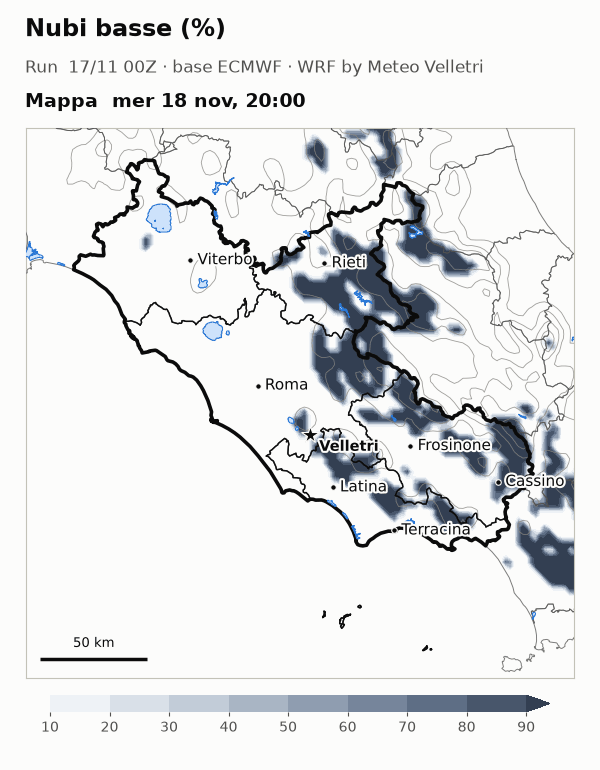 Nubi basse (%)
Run  17/11 00Z · base ECMWF · WRF by Meteo Velletri
Mappa  mer 18 nov, 20:00
Viterbo
Rieti
Roma
Velletri
Frosinone
Latina
Cassino
Terracina
50 km
10 20 30 40 50 60 70 80 90